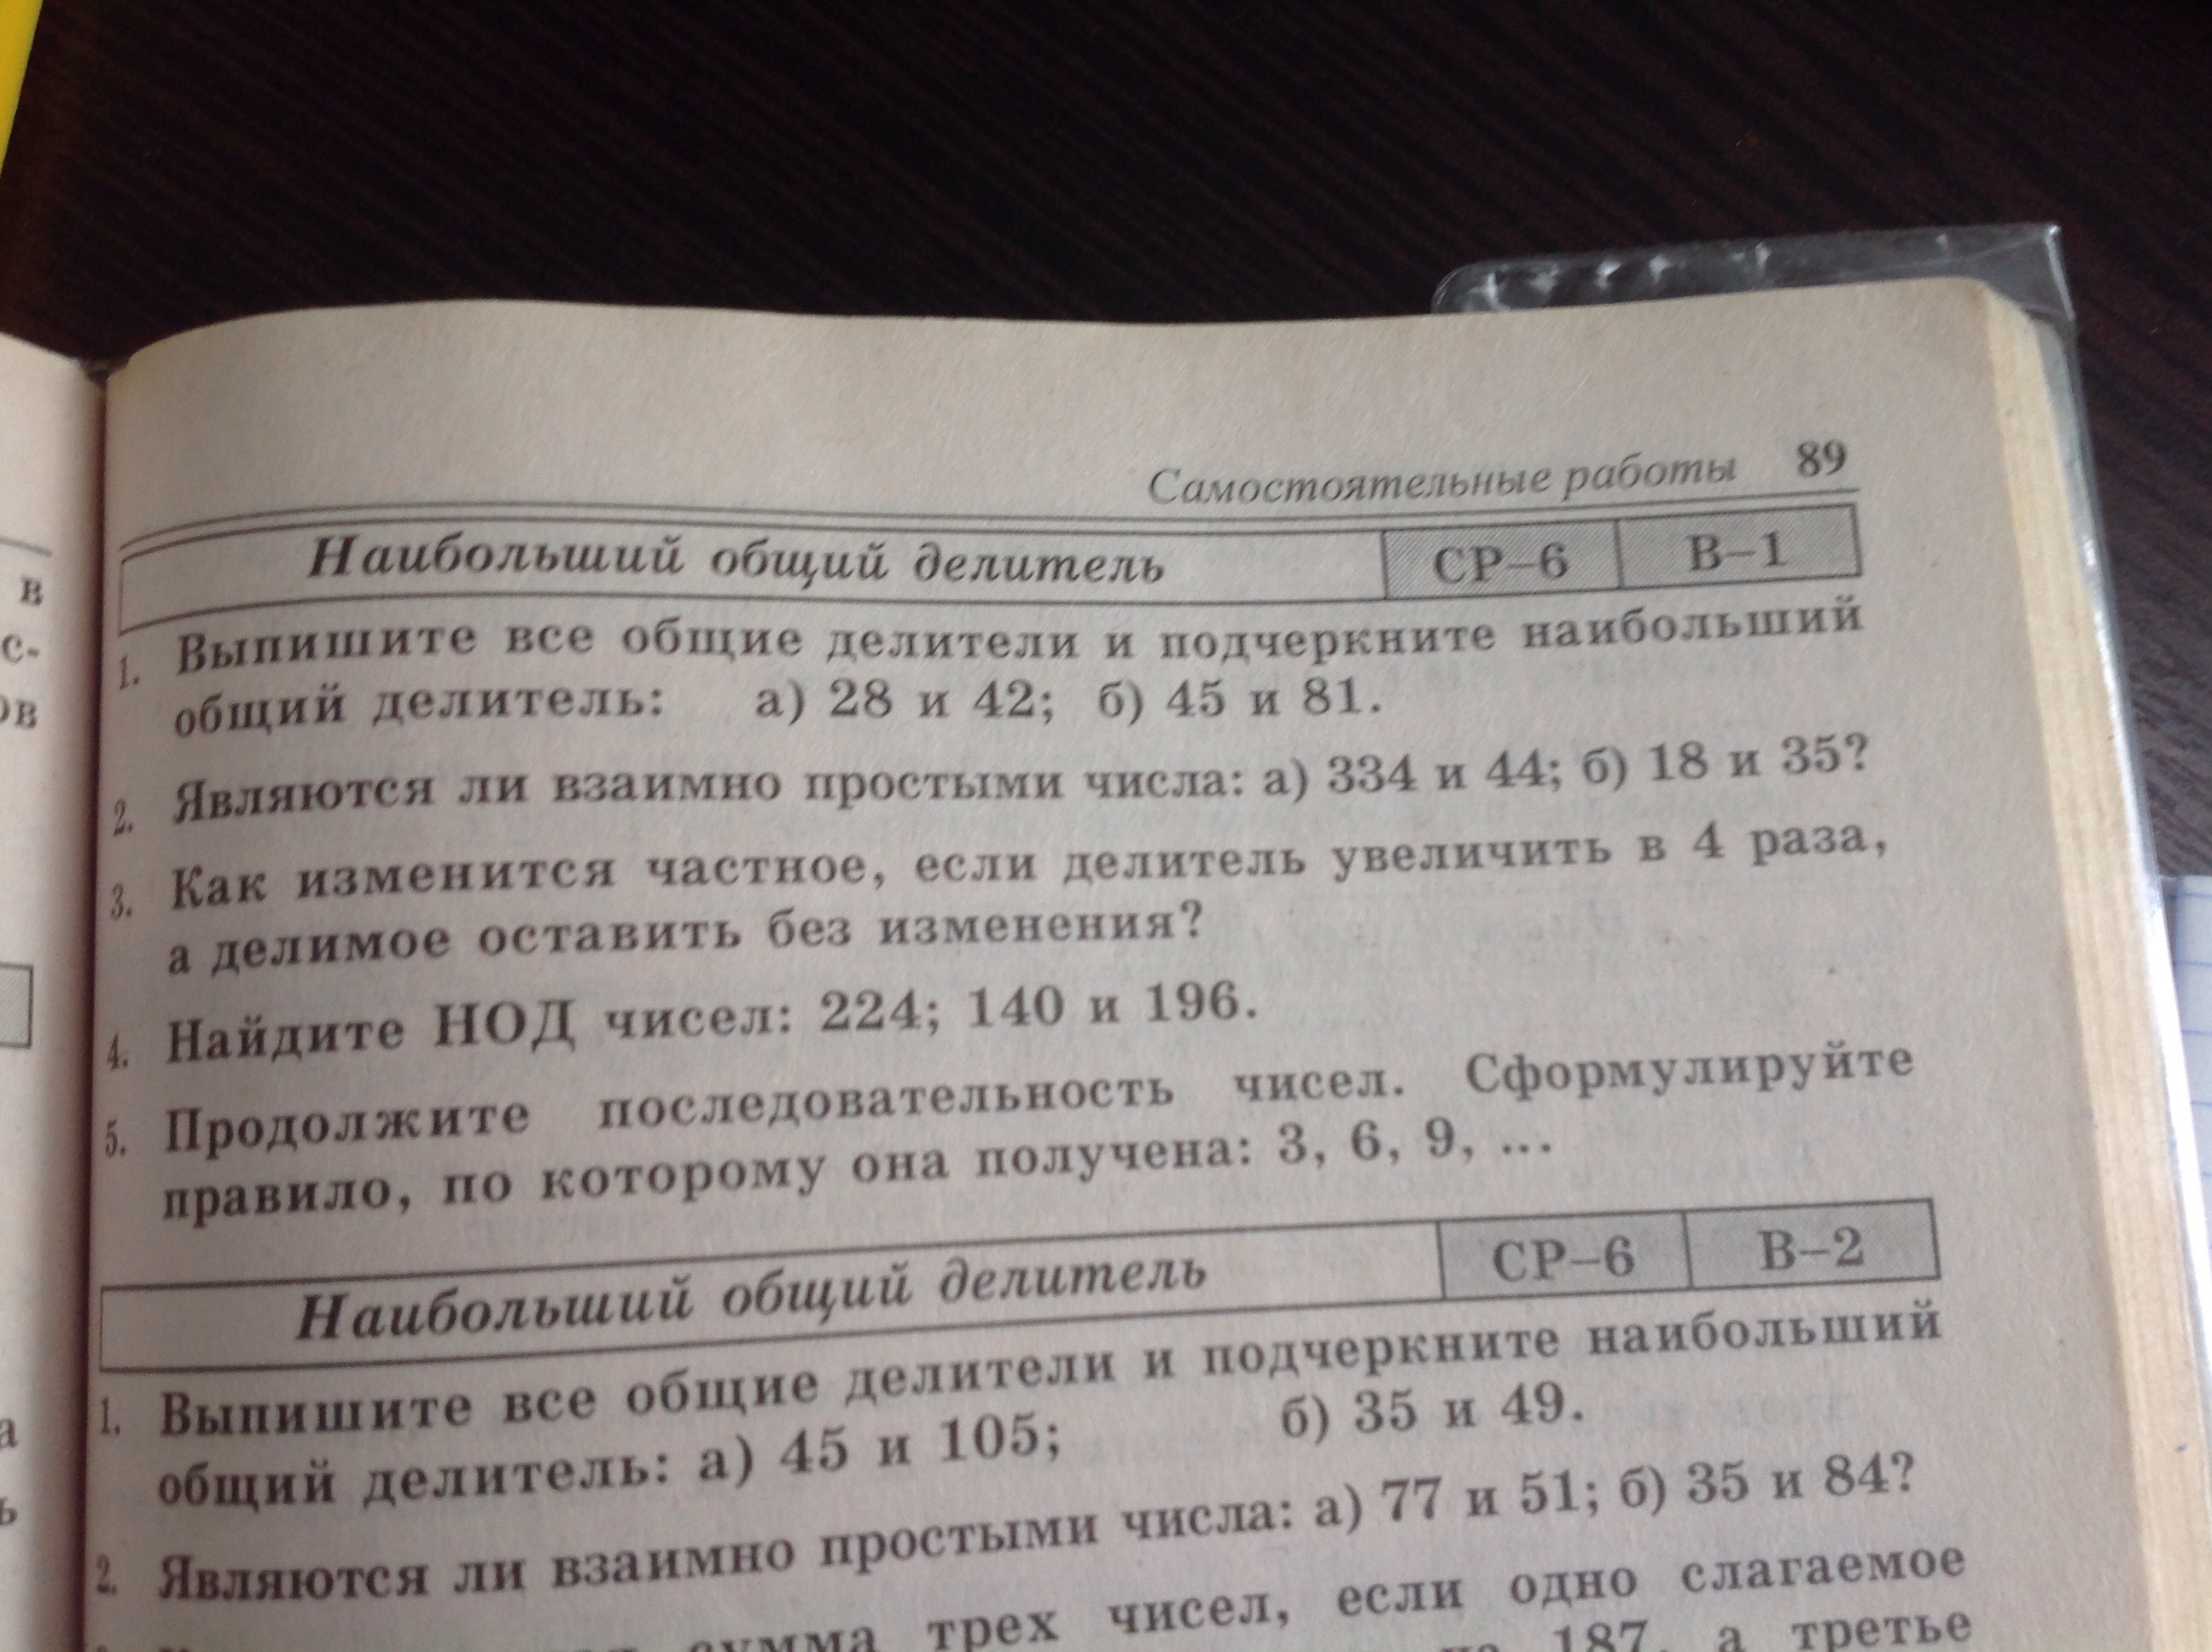 Самостоятельные работы 89
Наибольший общий делитель СР–6 В–1
1. Выпишите все общие делители и подчеркните наибольший
общий делитель: а) 28 и 42; б) 45 и 81.
2. Являются ли взаимно простыми числа: а) 334 и 44; б) 18 и 35?
3. Как изменится частное, если делитель увеличить в 4 раза,
а делимое оставить без изменения?
4. Найдите НОД чисел: 224; 140 и 196.
5. Продолжите последовательность чисел. Сформулируйте
правило, по которому она получена: 3, 6, 9, ...
Наибольший общий делитель СР–6 В–2
1. Выпишите все общие делители и подчеркните наибольший
общий делитель: а) 45 и 105; б) 35 и 49.
2. Являются ли взаимно простыми числа: а) 77 и 51; б) 35 и 84?
сумма трех чисел, если одно слагаемое
на 187, а третье